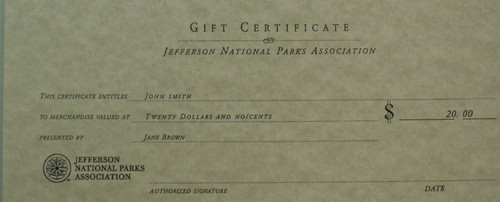 GIFT CERTIFICATE
JEFFERSON NATIONAL PARKS ASSOCIATION
THIS CERTIFICATE ENTITLES JOHN SMITH
TO MERCHANDISE VALUED AT TWENTY DOLLARS AND NO/CENTS $ 20.00
PRESENTED BY JANE BROWN
JEFFERSON
NATIONAL PARKS
ASSOCIATION
AUTHORIZED SIGNATURE DATE